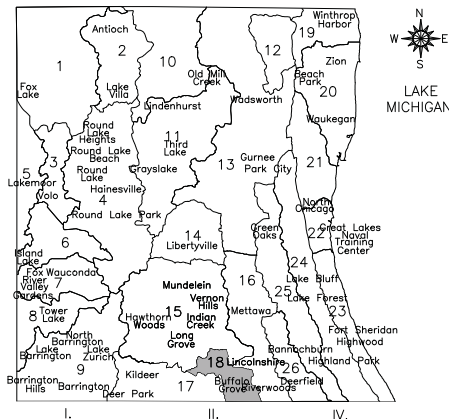 Winthrop
Harbor
19
N
W E
S
Antioch
2
10
12
Zion
1
Old Mill
Creek
Beach
Park
20
LAKE
MICHIGAN
Fox
Lake
Lake
Villa
Lindenhurst
Wadsworth
Waukegan
Round
Lake
Heights
11
Third
Lake
Round Lake
Beach
13
Gurnee
Park City
21
5
3
Lakemoor
Volo
Round
Lake
Grayslake
Hainesville
4
Round Lake Park
North
Chicago
22
Great Lakes
Naval
Training
Center
14
Libertyville
Green
Oaks
6
Island
Lake
24
Fox
River
Valley
Gardens
Wauconda
7
Mundelein
16
Lake Bluff
25
Lake Forest
Vernon
Hills
8
Tower
Lake
Hawthorn
Woods
15
Indian
Creek
Mettawa
23
Long
Grove
Fort Sheridan
North
Barrington
Highwood
Lake
Barrington
Lake
Zurich
Bannockburn
Highland Park
18
Lincolnshire
9
Kildeer
26
Barrington
Hills
Barrington
Deer Park
17
Buffalo
Grove
Riverwoods
Deerfield
I.
II.
IV.